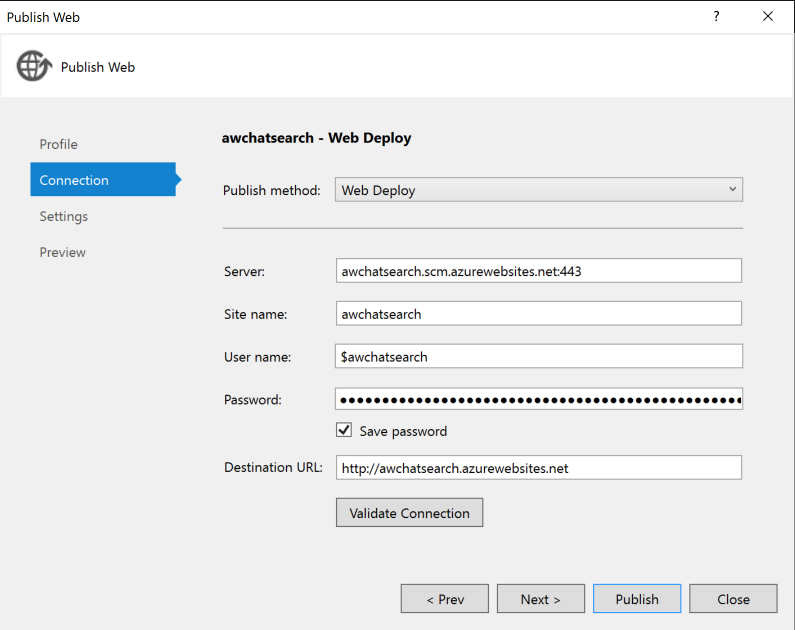 Publish Web
?
Publish Web
Profile
Connection
Settings
Preview
awchatsearch - Web Deploy
Publish method: Web Deploy
Server: awchatsearch.scm.azurewebsites.net:443
Site name: awchatsearch
User name: $awchatsearch
Password:
Save password
Destination URL: http://awchatsearch.azurewebsites.net
Validate Connection
< Prev Next > Publish Close